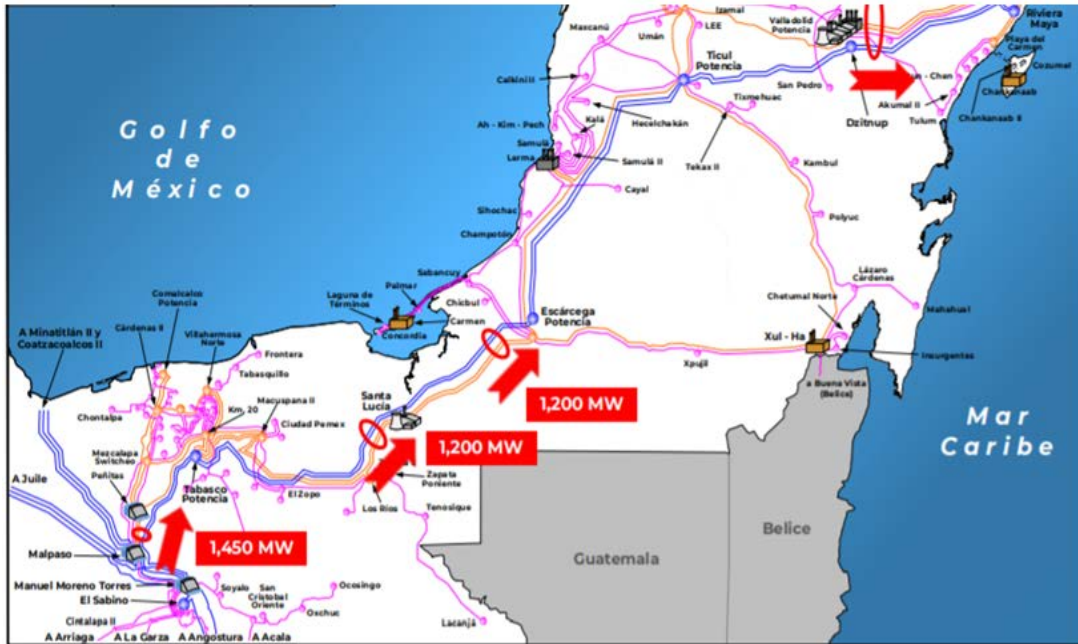 Izamal
Riviera
Maya
Maxcanú
Umán
LEE
Valladolid
Potencia
Playa del
Carmen
Cozumel
Ticul
Potencia
Calkini II
San Pedro
Chankanaab
Tixmehuac
Akumal II
Chankanaab II
Golfo
de
México
Hecelchakán
Kalá
Ah - Kim - Pech
Dzitnup
Tulum
Samulá
Lerma
Samulá II
Tekax II
Kambul
Cayal
Sihochac
Polyuc
Champotón
Lázaro
Cárdenas
Sabancuy
Palmar
Laguna de
Términos
Chicbul
Chetumal Norte
Mahahual
Comalcalco
Potencia
Escárcega
Potencia
Carmen
Concordia
A Minatitlán II y
Coatzacoalcos II
Cárdenas II
Villahermosa
Norte
Xul - Ha
Insurgentes
Frontera
Xpujil
Tabasquillo
a Buena Vista
(Belice)
Santa
Lucía
1,200 MW
Macuspana II
Km. 20
Chontalpa
Ciudad Pemex
Mar
Caribe
1,200 MW
Mezcalapa
Switcheo
Peñitas
A Juile
Zapata
Poniente
Tabasco
Potencia
El Zopo
Los Ríos
Tenosique
Belice
1,450 MW
Guatemala
Malpaso
Manuel Moreno Torres
El Sabino
Soyalo
San
Cristobal
Oriente
Ocosingo
Oxchuc
Cintalapa II
Lacanjá
A Arriaga
A La Garza
A Angostura
A Acala